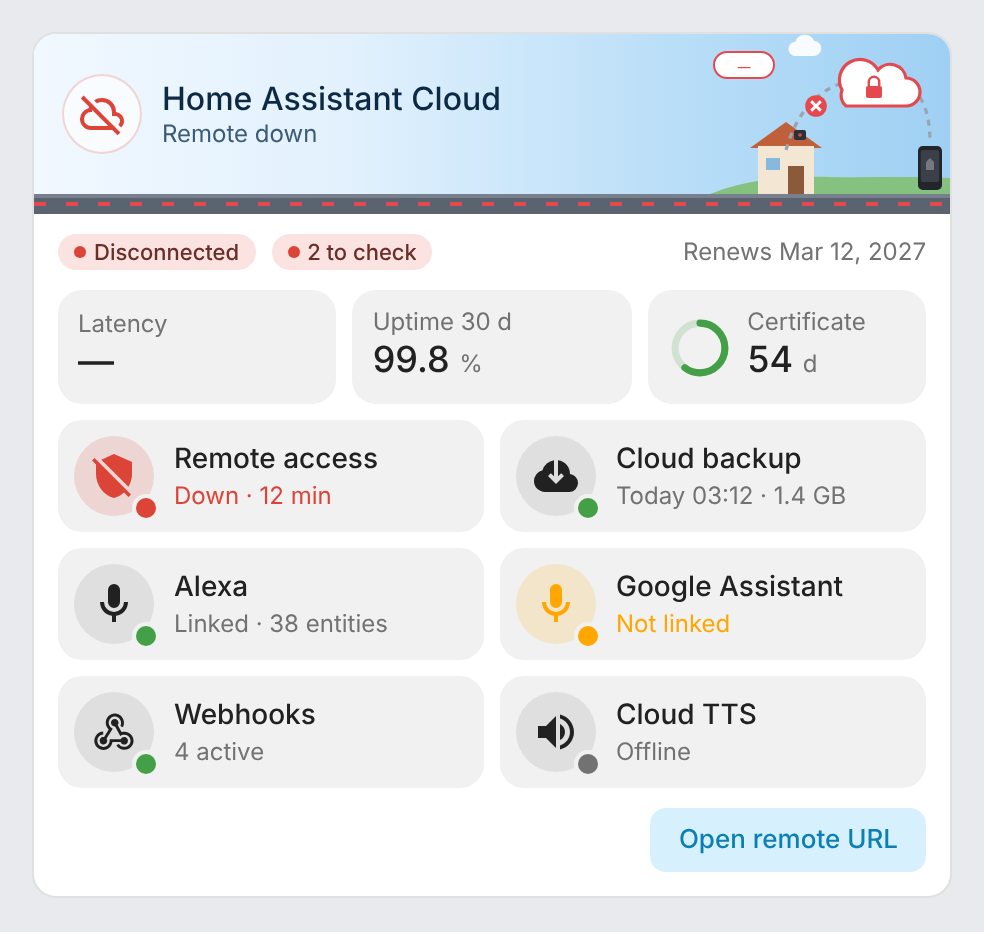 Home Assistant Cloud
Remote down
—
Disconnected
2 to check
Renews Mar 12, 2027
Latency
—
Uptime 30 d
99.8 %
Certificate
54 d
Remote access
Down · 12 min
Cloud backup
Today 03:12 · 1.4 GB
Alexa
Linked · 38 entities
Google Assistant
Not linked
Webhooks
4 active
Cloud TTS
Offline
Open remote URL